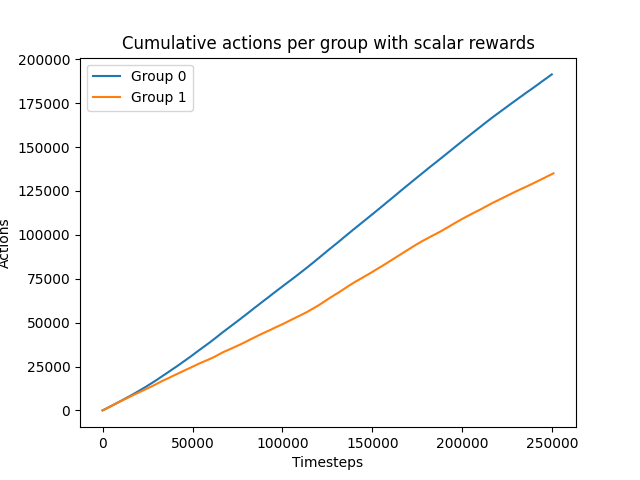 Cumulative actions per group with scalar rewards
Group 0
Group 1
200000
175000
150000
125000
100000
75000
50000
25000
0
Actions
0 50000 100000 150000 200000 250000
Timesteps